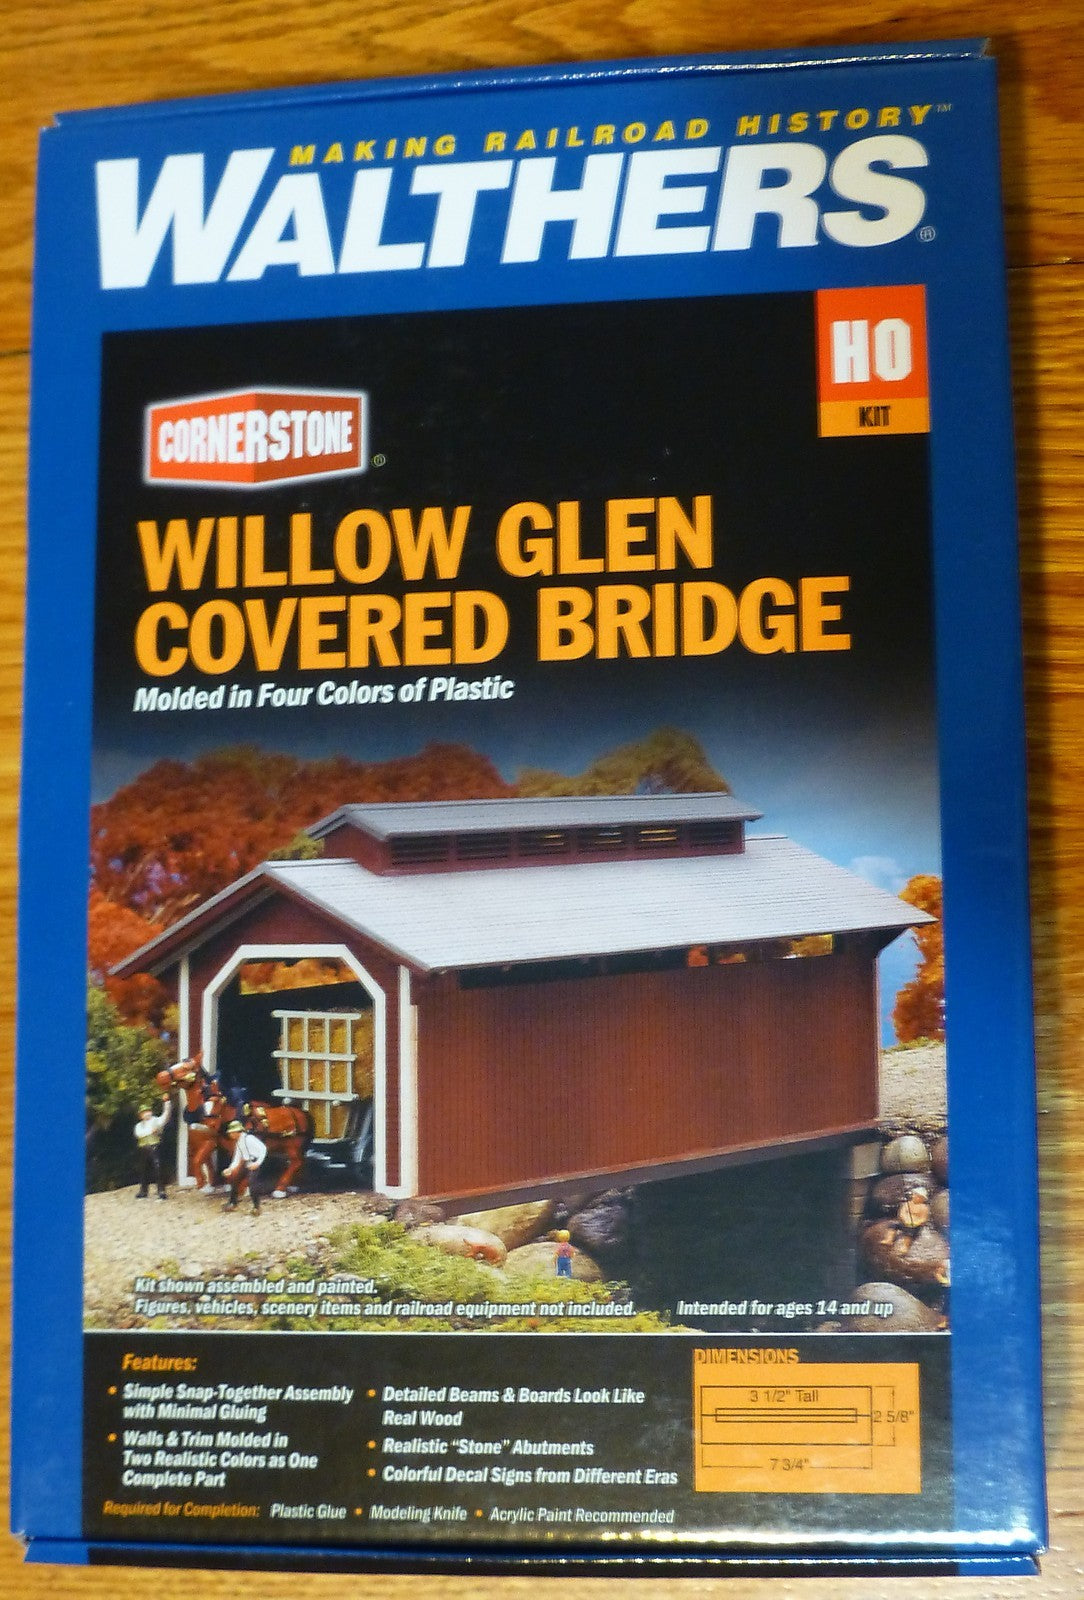 MAKING RAILROAD HISTORY™
WALTHERS®
HO
KIT
CORNERSTONE®
WILLOW GLEN
COVERED BRIDGE
Molded in Four Colors of Plastic
Kit shown assembled and painted.
Figures, vehicles, scenery items and railroad equipment not included.
Intended for ages 14 and up
Features:
• Simple Snap-Together Assembly
with Minimal Gluing
• Walls & Trim Molded in
Two Realistic Colors as One
Complete Part
• Detailed Beams & Boards Look Like
Real Wood
• Realistic “Stone” Abutments
• Colorful Decal Signs from Different Eras
DIMENSIONS
3 1/2" Tall
2 5/8"
7 3/4"
Required for Completion: Plastic Glue • Modeling Knife • Acrylic Paint Recommended